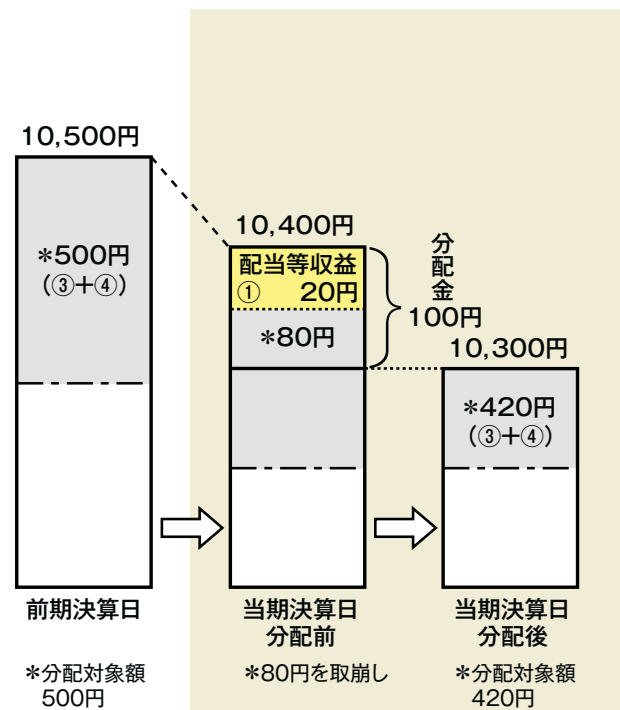 10,500円
*500円
(③+④)
前期決算日
*分配対象額
500円
10,400円
配当等収益
① 20円
*80円
分配金
100円
当期決算日
分配前
*80円を取崩し
10,300円
*420円
(③+④)
当期決算日
分配後
*分配対象額
420円